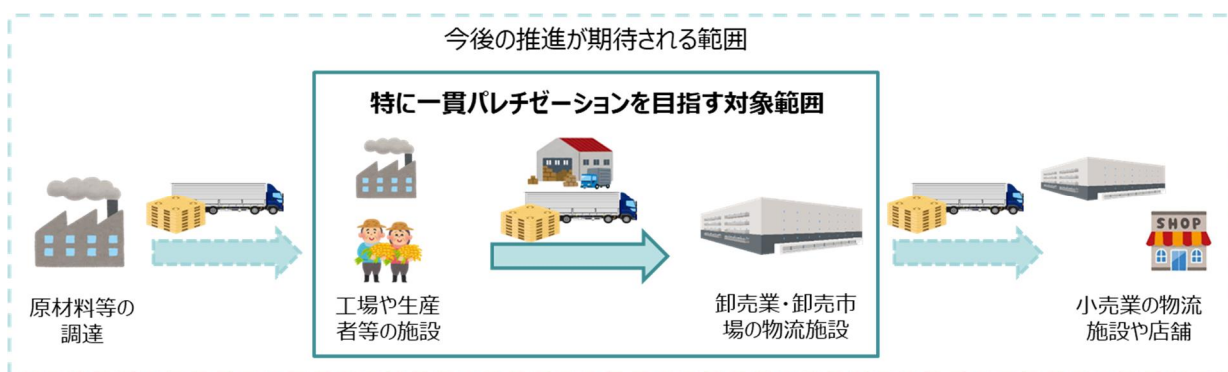 今後の推進が期待される範囲
特に一貫パレチゼーションを目指す対象範囲
SHOP
原材料等の
調達
工場や生産
者等の施設
卸売業・卸売市
場の物流施設
小売業の物流
施設や店舗